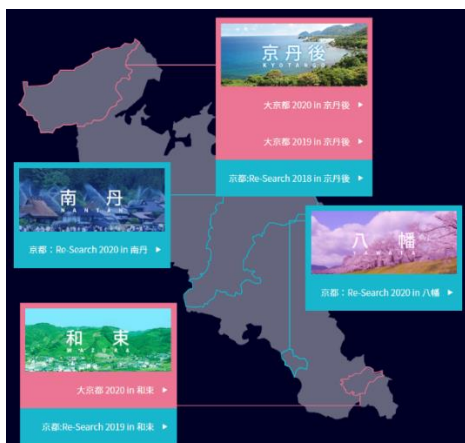 京丹後
KYOTANGO
大京都 2020 in 京丹後 ▶
大京都 2019 in 京丹後 ▶
京都:Re-Search 2018 in 京丹後 ▶
南丹
NANTAN
京都：Re-Search 2020 in 南丹 ▶
八幡
YAWATA
京都：Re-Search 2020 in 八幡 ▶
和束
WAZUKA
大京都 2020 in 和束 ▶
京都:Re-Search 2019 in 和束 ▶